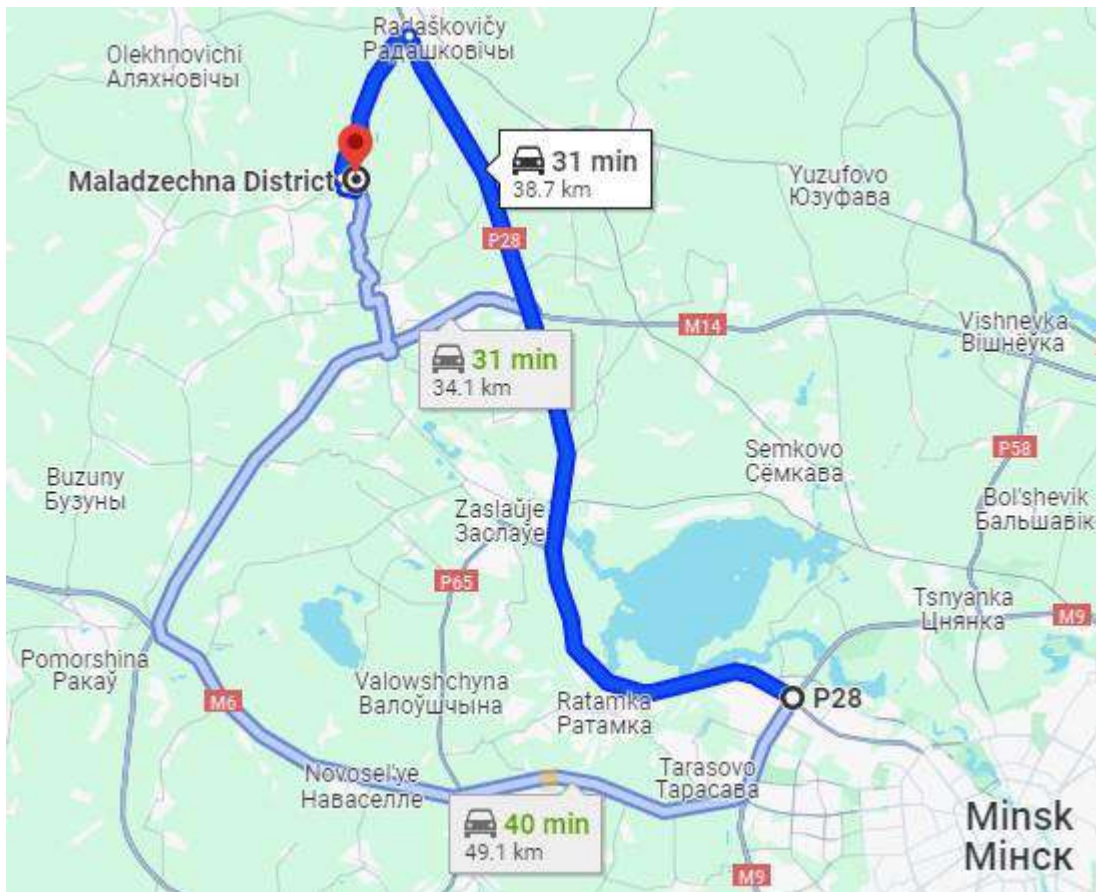 Radaškovičy
Радашковічы
Olekhnovichi
Аляхновічы
31 min
38.7 km
Maladzechna District
Yuzufovo
Юзуфава
P28
M14
Vishnevka
Вішнёўка
31 min
34.1 km
P58
Semkovo
Сёмкава
Buzuny
Бузуны
Bol'shevik
Бальшавік
Zaslaŭje
Заслаўе
P65
Tsnyanka
Цнянка
M9
Pomorshina
Ракаў
M6
Valowshchyna
Валоўшчына
Ratamka
Ратамка
P28
Tarasovo
Тарасава
Novosel'ye
Наваселле
40 min
49.1 km
Minsk
Мінск
M9